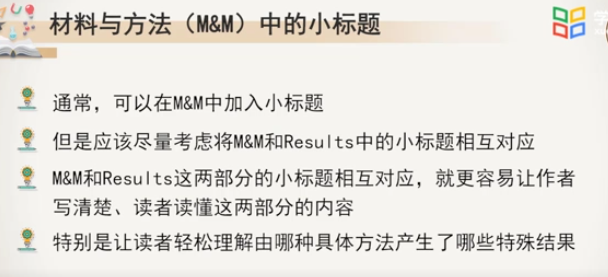 材料与方法（M&M）中的小标题
学
通常，可以在M&M中加入小标题
但是应该尽量考虑将M&M和Results中的小标题相互对应
M&M和Results这两部分的小标题相互对应，就更容易让作者
写清楚、读者读懂这两部分的内容
特别是让读者轻松理解由哪种具体方法产生了哪些特殊结果